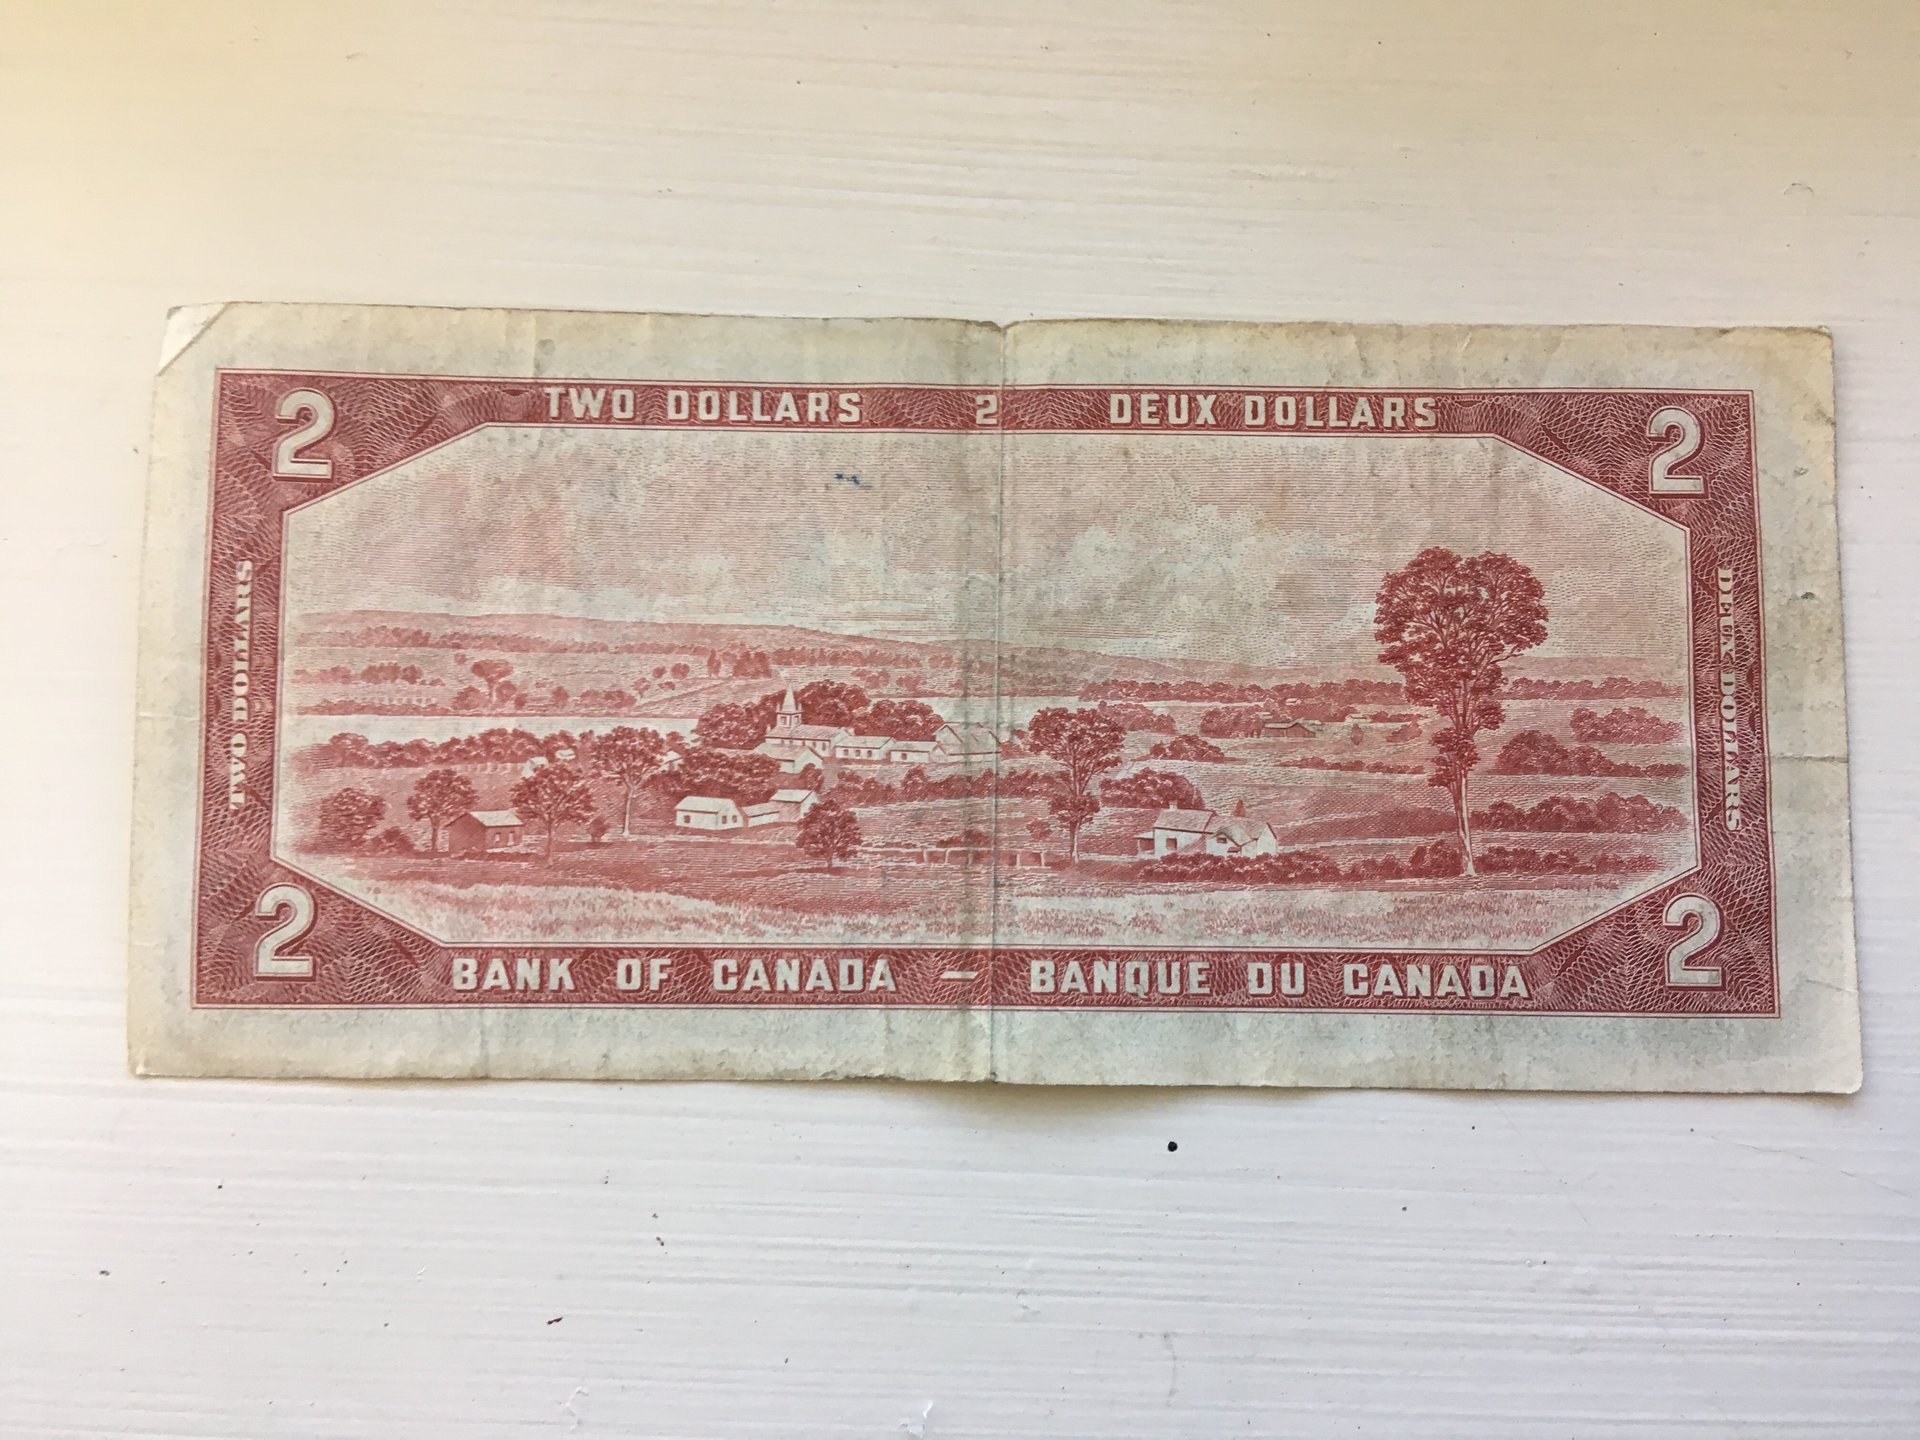 2 TWO DOLLARS 2 DEUX DOLLARS 2
TWO DOLLARS
DEUX DOLLARS
2 BANK OF CANADA — BANQUE DU CANADA 2